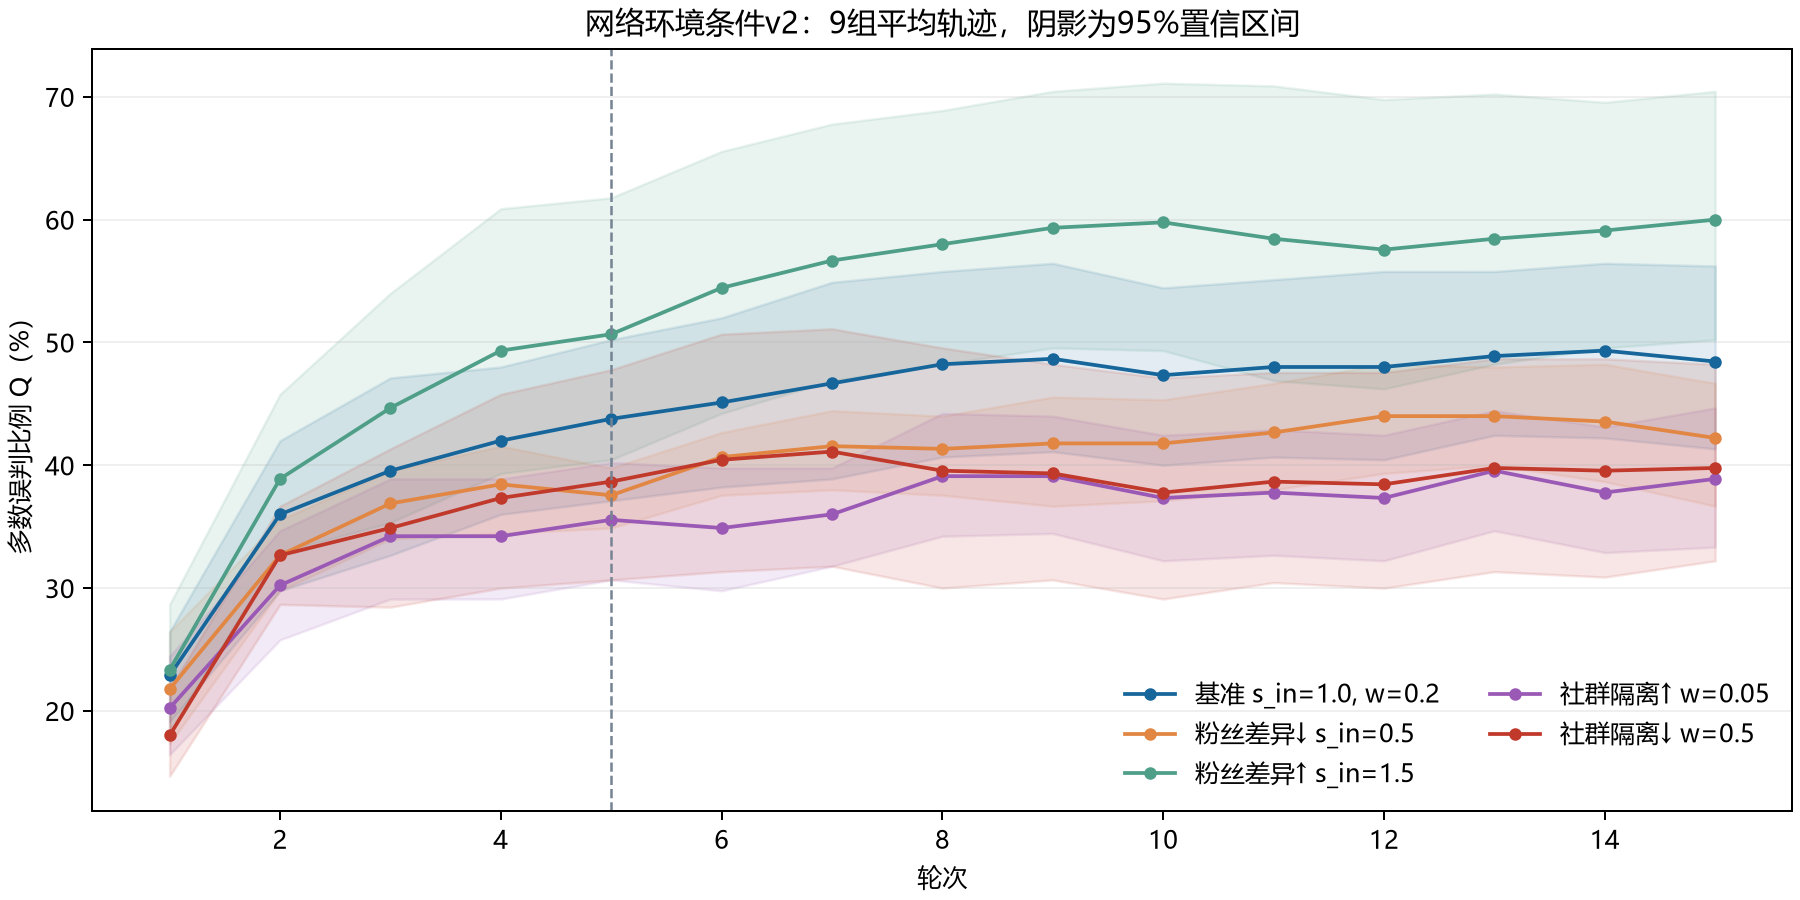 网络环境条件v2：9组平均轨迹，阴影为95%置信区间
多数误判比例 Q（%）
70
60
50
40
30
20
2
4
6
8
10
12
14
轮次
基准 s_in=1.0, w=0.2
粉丝差异↓ s_in=0.5
粉丝差异↑ s_in=1.5
社群隔离↑ w=0.05
社群隔离↓ w=0.5